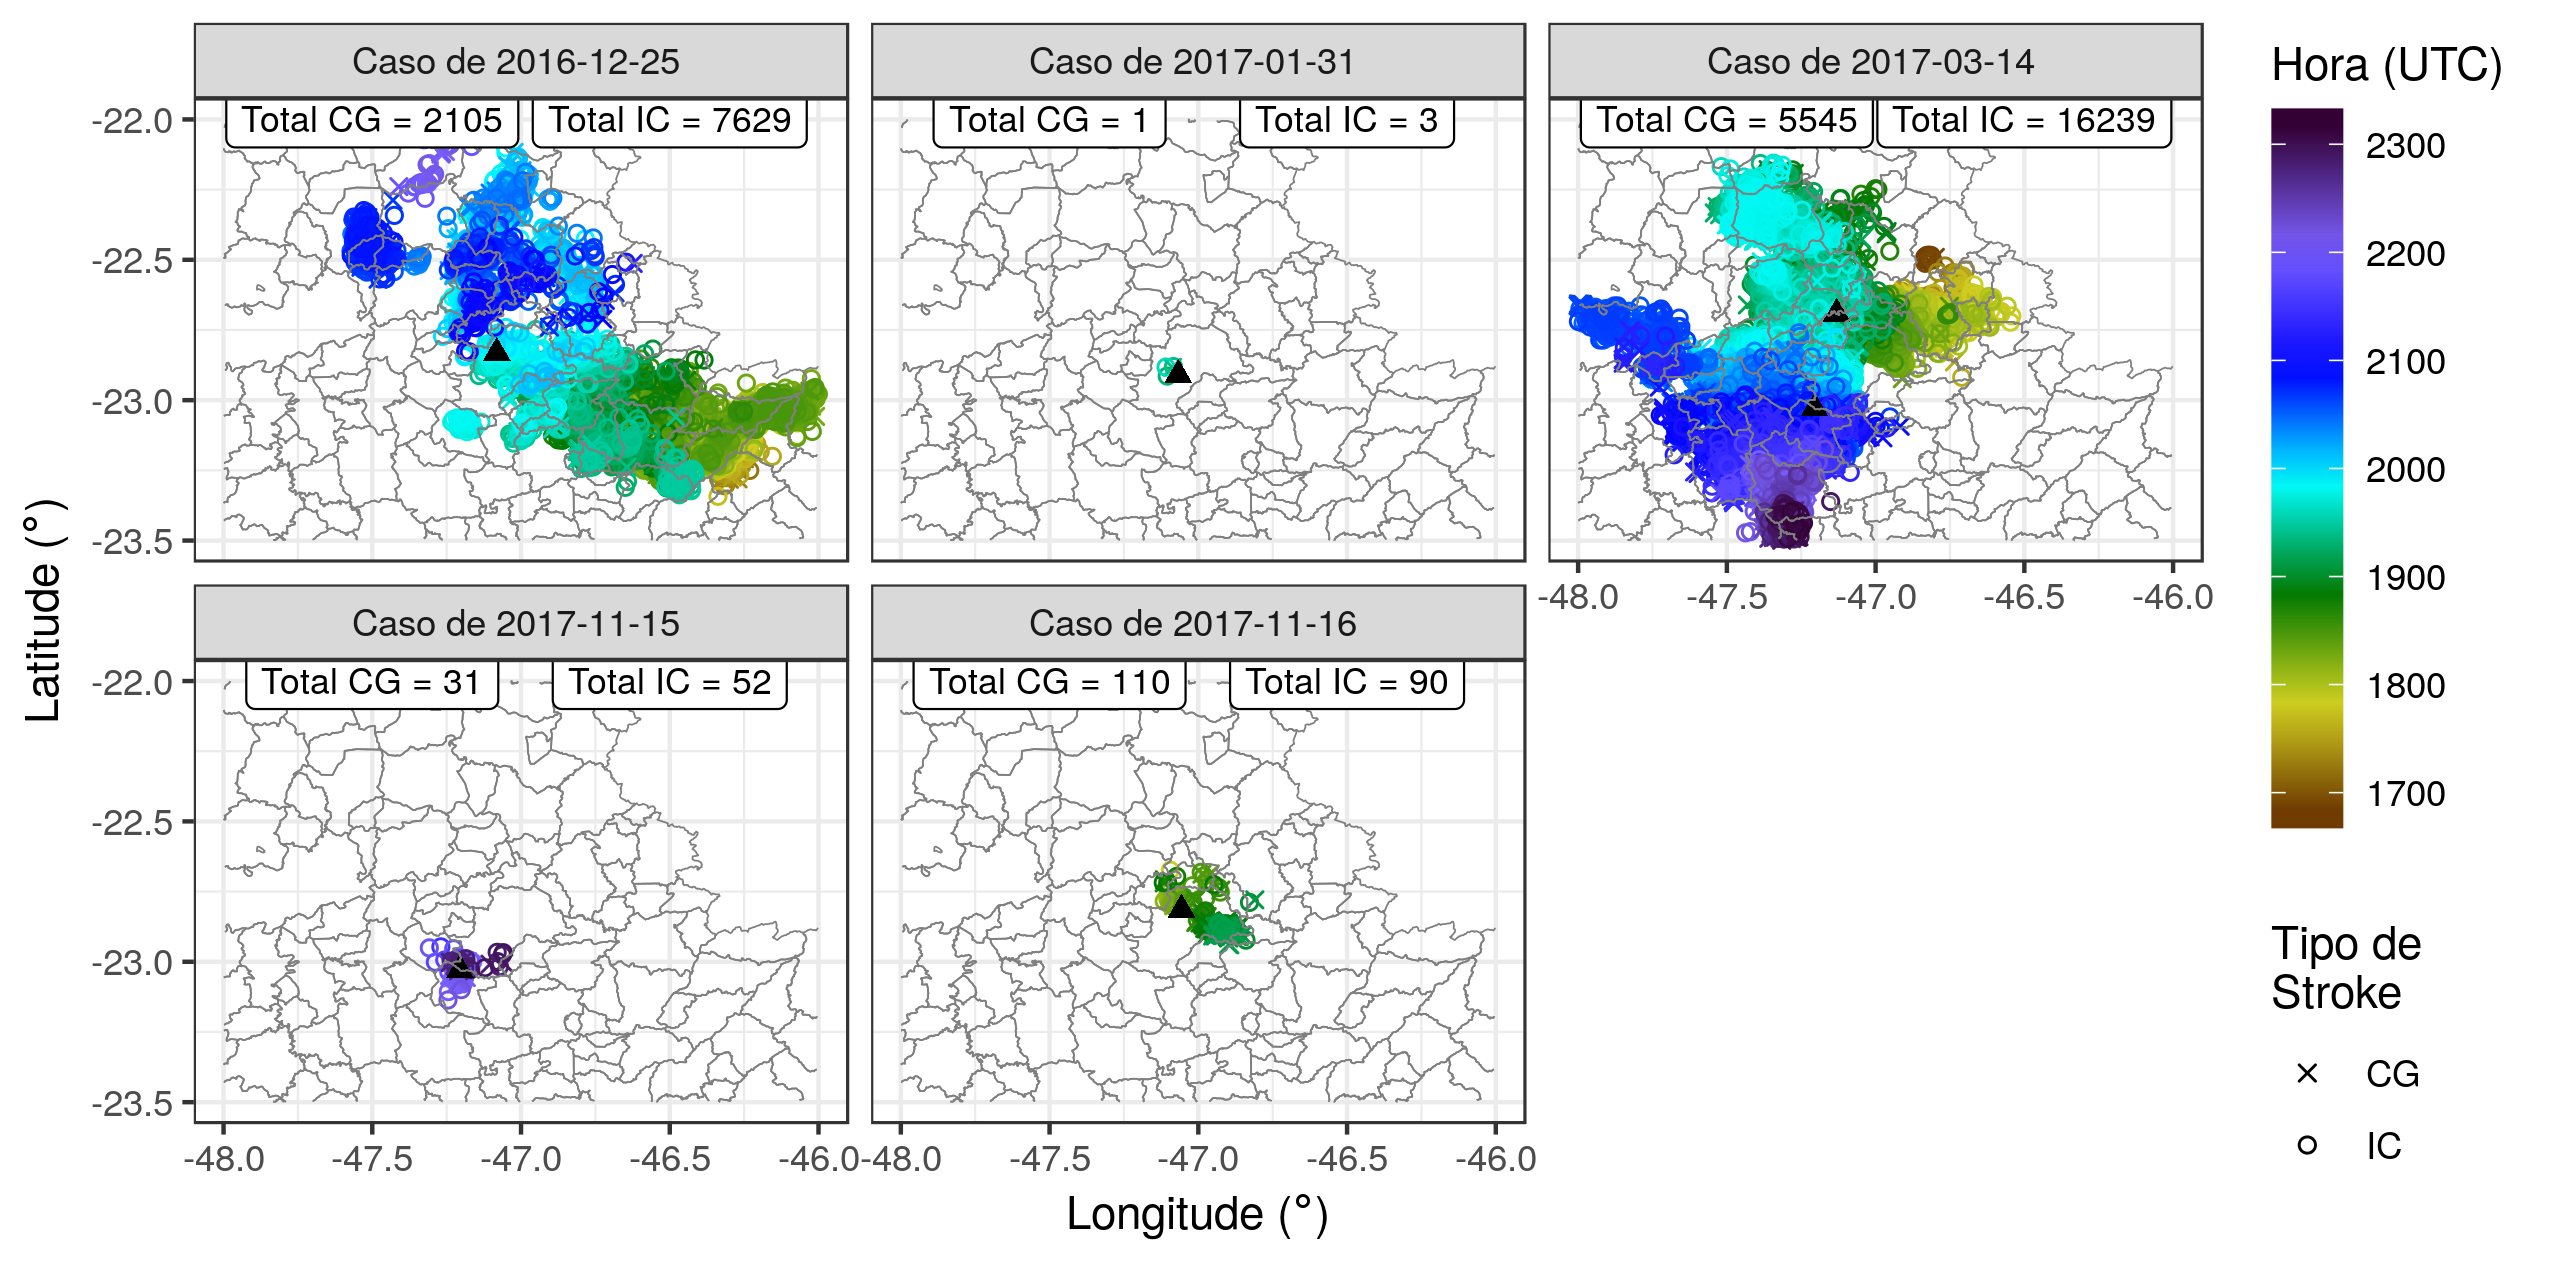 Caso de 2016-12-25
Caso de 2017-01-31
Caso de 2017-03-14
Total CG = 2105
Total IC = 7629
Total CG = 1
Total IC = 3
Total CG = 5545
Total IC = 16239
-22.0
-22.5
-23.0
-23.5
-48.0
-47.5
-47.0
-46.5
-46.0
Caso de 2017-11-15
Caso de 2017-11-16
Total CG = 31
Total IC = 52
Total CG = 110
Total IC = 90
-22.0
-22.5
-23.0
-23.5
-48.0
-47.5
-47.0
-46.5
-46.0
-48.0
-47.5
-47.0
-46.5
-46.0
Longitude (°)
Latitude (°)
Hora (UTC)
2300
2200
2100
2000
1900
1800
1700
Tipo de
Stroke
CG
IC